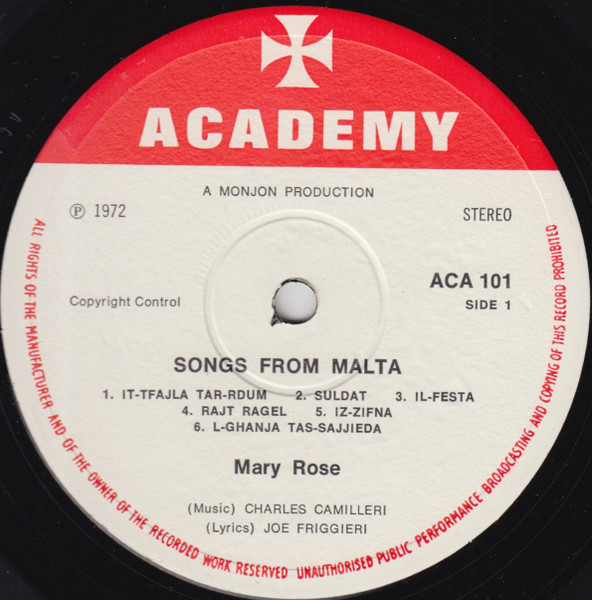 ACADEMY
A MONJON PRODUCTION
Ⓟ 1972
STEREO
Copyright Control
ACA 101
SIDE 1
SONGS FROM MALTA
1. IT-TFAJLA TAR-RDUM 2. SULDAT 3. IL-FESTA
4. RAJT RAGEL 5. IZ-ZIFNA
6. L-GHANJA TAS-SAJJIEDA
Mary Rose
(Music) CHARLES CAMILLERI
(Lyrics) JOE FRIGGIERI
ALL RIGHTS OF THE MANUFACTURER AND OF THE OWNER OF THE RECORDED WORK RESERVED UNAUTHORISED PUBLIC PERFORMANCE BROADCASTING AND COPYING OF THIS RECORD PROHIBITED